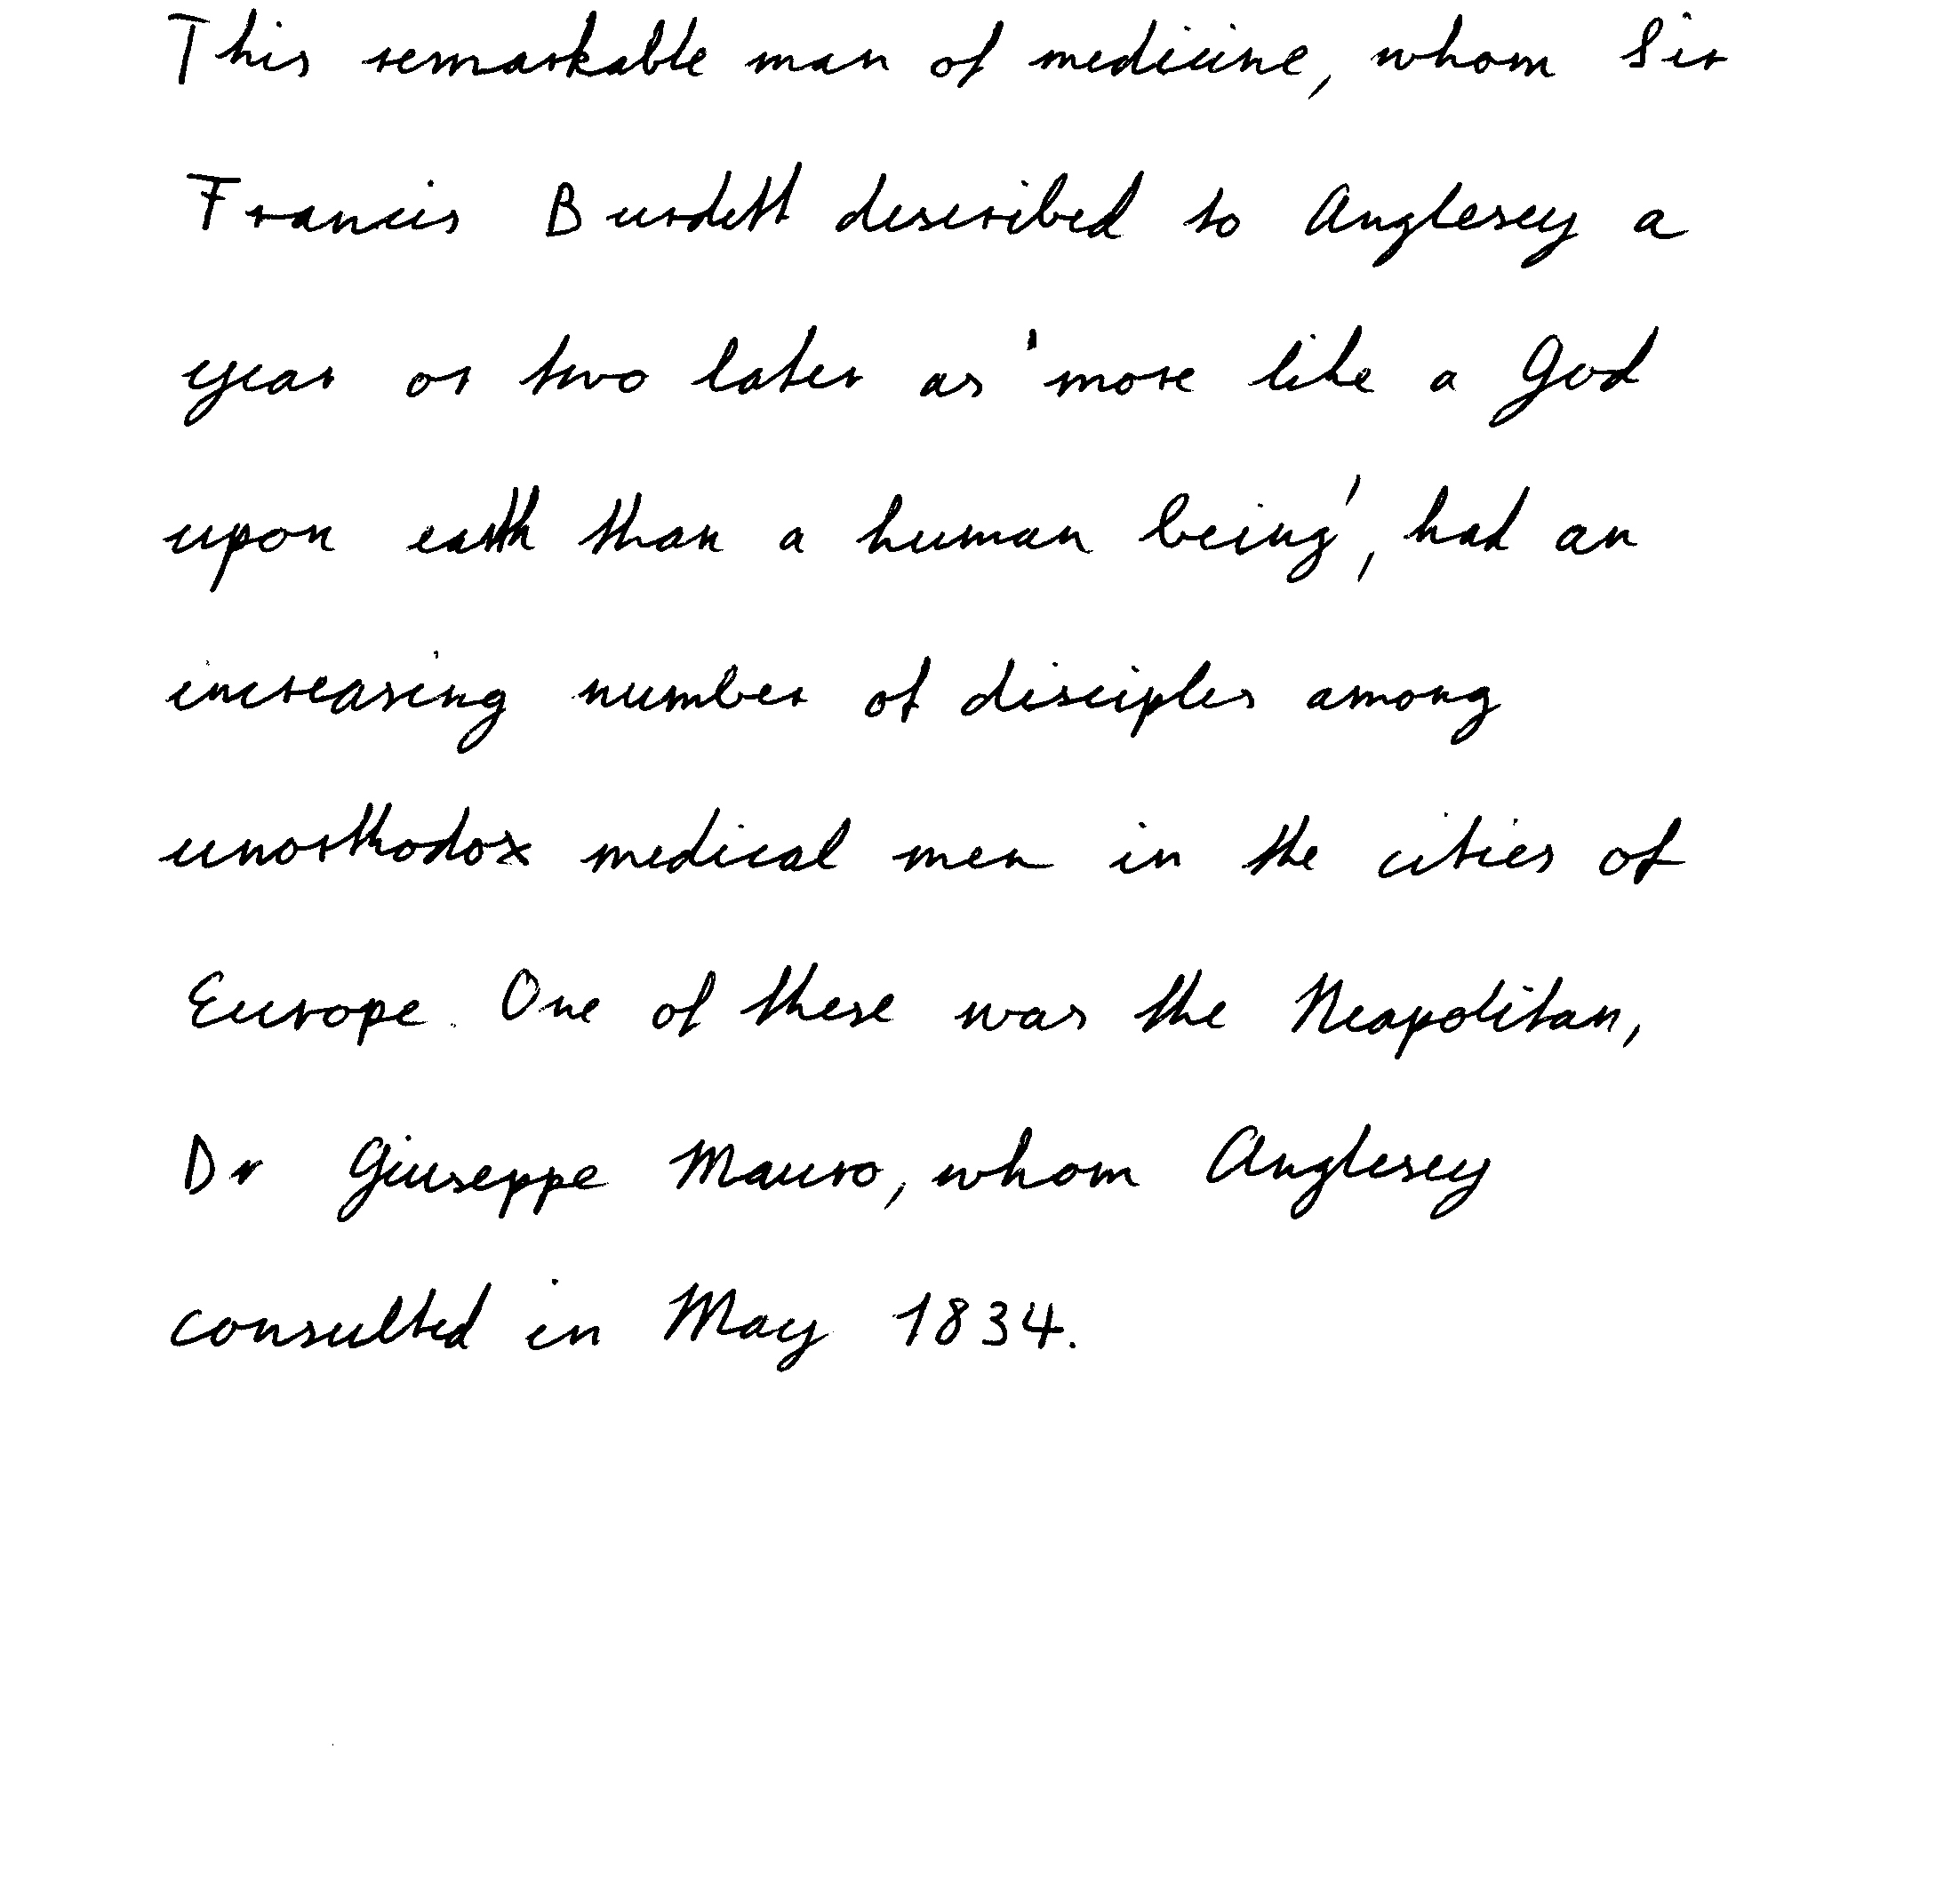 This remarkable man of medicine, whom Sir
Francis Burdett described to Anglesey a
year or two later as 'more like a God
upon earth than a human being', had an
increasing number of disciples among
unorthodox medical men in the cities of
Europe. One of these was the Neapolitan,
Dr Giuseppe Mauro, whom Anglesey
consulted in May 1834.